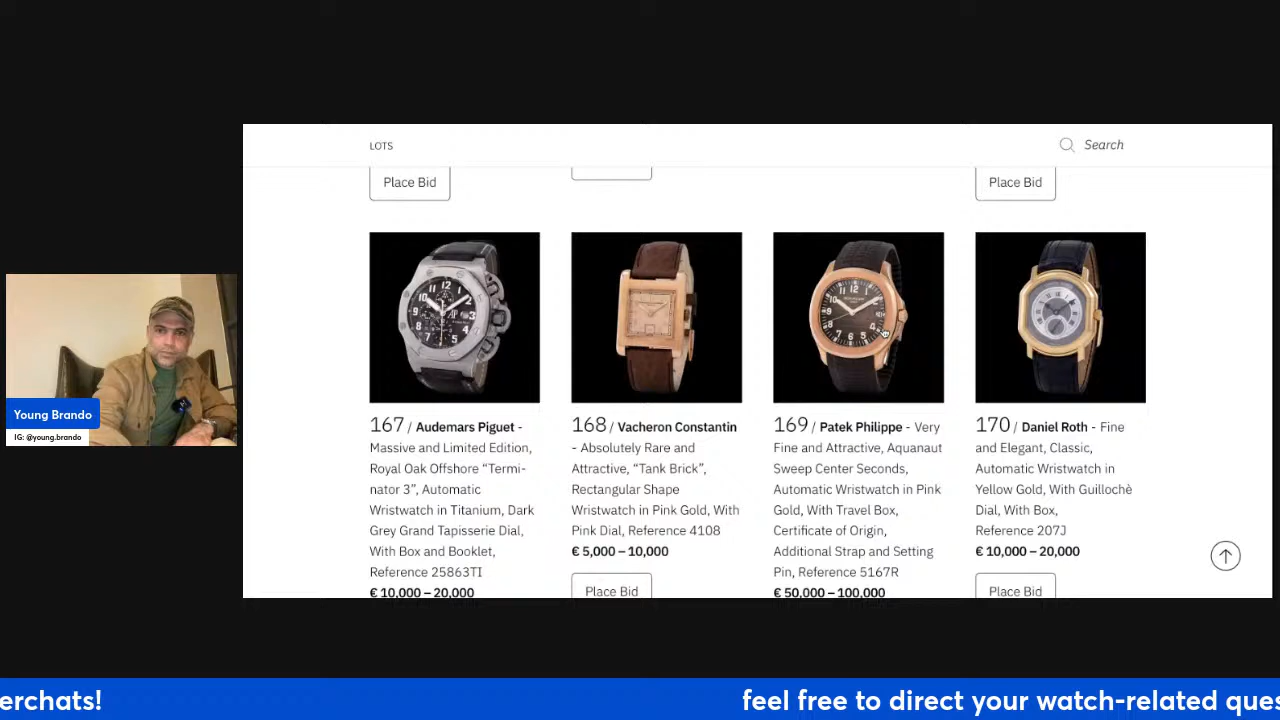 LOTS
Search
Place Bid
Place Bid
167 / Audemars Piguet -
Massive and Limited Edition,
Royal Oak Offshore “Termi-
nator 3”, Automatic
Wristwatch in Titanium, Dark
Grey Grand Tapisserie Dial,
With Box and Booklet,
Reference 25863TI
€ 10,000 – 20,000
168 / Vacheron Constantin
- Absolutely Rare and
Attractive, “Tank Brick”,
Rectangular Shape
Wristwatch in Pink Gold, With
Pink Dial, Reference 4108
€ 5,000 – 10,000
Place Bid
169 / Patek Philippe - Very
Fine and Attractive, Aquanaut
Sweep Center Seconds,
Automatic Wristwatch in Pink
Gold, With Travel Box,
Certificate of Origin,
Additional Strap and Setting
Pin, Reference 5167R
€ 50,000 – 100,000
170 / Daniel Roth - Fine
and Elegant, Classic,
Automatic Wristwatch in
Yellow Gold, With Guillochè
Dial, With Box,
Reference 207J
€ 10,000 – 20,000
Place Bid
Young Brando
IG: @young.brando
erchats!
feel free to direct your watch-related ques